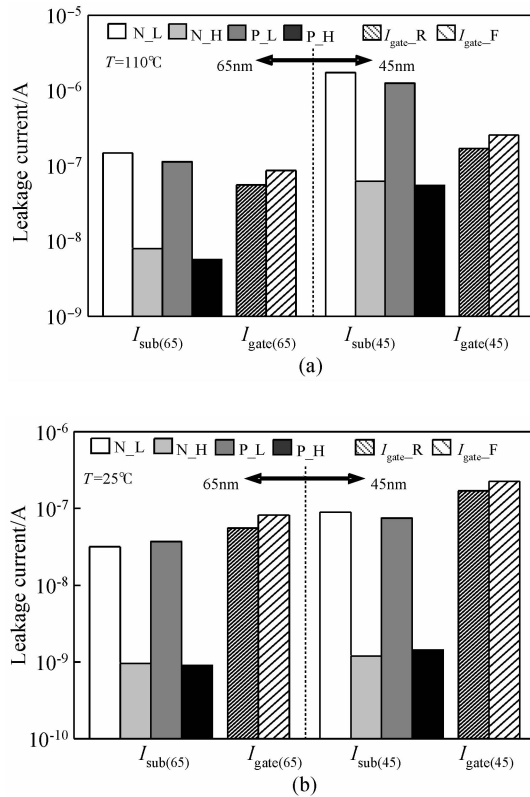 10⁻⁵
N_L N_H P_L P_H I_gate_R I_gate_F
T=110℃
65nm 45nm
10⁻⁶
10⁻⁷
10⁻⁸
10⁻⁹
Leakage current/A
I_sub(65) I_gate(65) I_sub(45) I_gate(45)
(a)
10⁻⁶
N_L N_H P_L P_H I_gate_R I_gate_F
T=25℃
65nm 45nm
10⁻⁷
10⁻⁸
10⁻⁹
10⁻¹⁰
Leakage current/A
I_sub(65) I_gate(65) I_sub(45) I_gate(45)
(b)